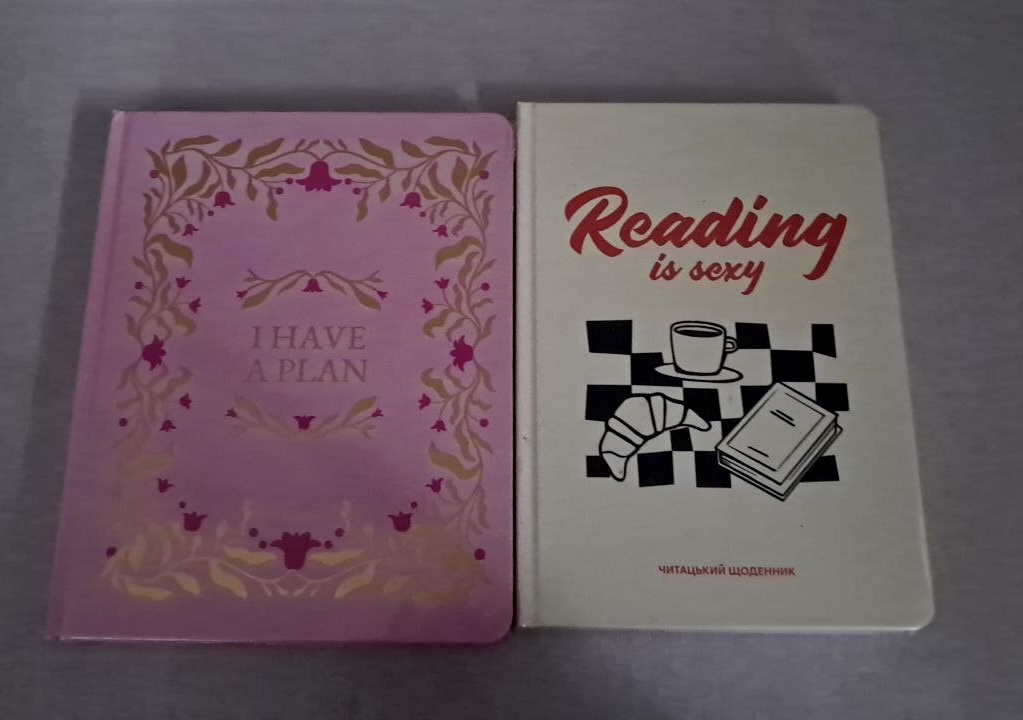 I HAVE
A PLAN
Reading
is sexy
ЧИТАЦЬКИЙ ЩОДЕННИК